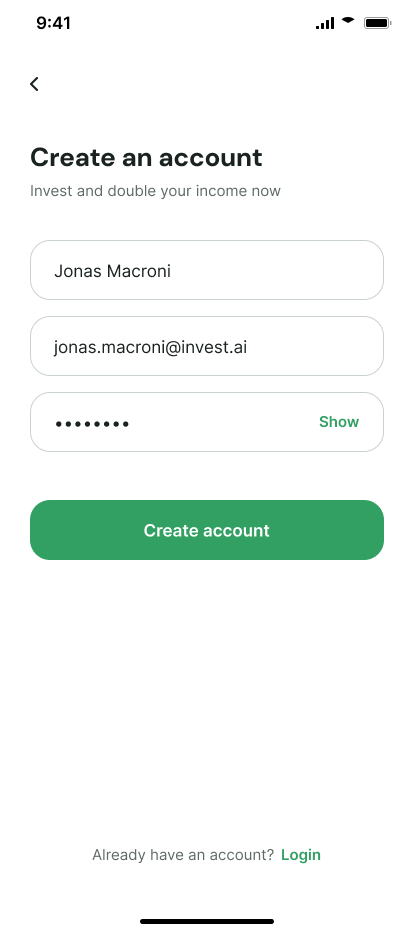 9:41
Create an account
Invest and double your income now
Jonas Macroni
jonas.macroni@invest.ai
•••••••• Show
Create account
Already have an account? Login